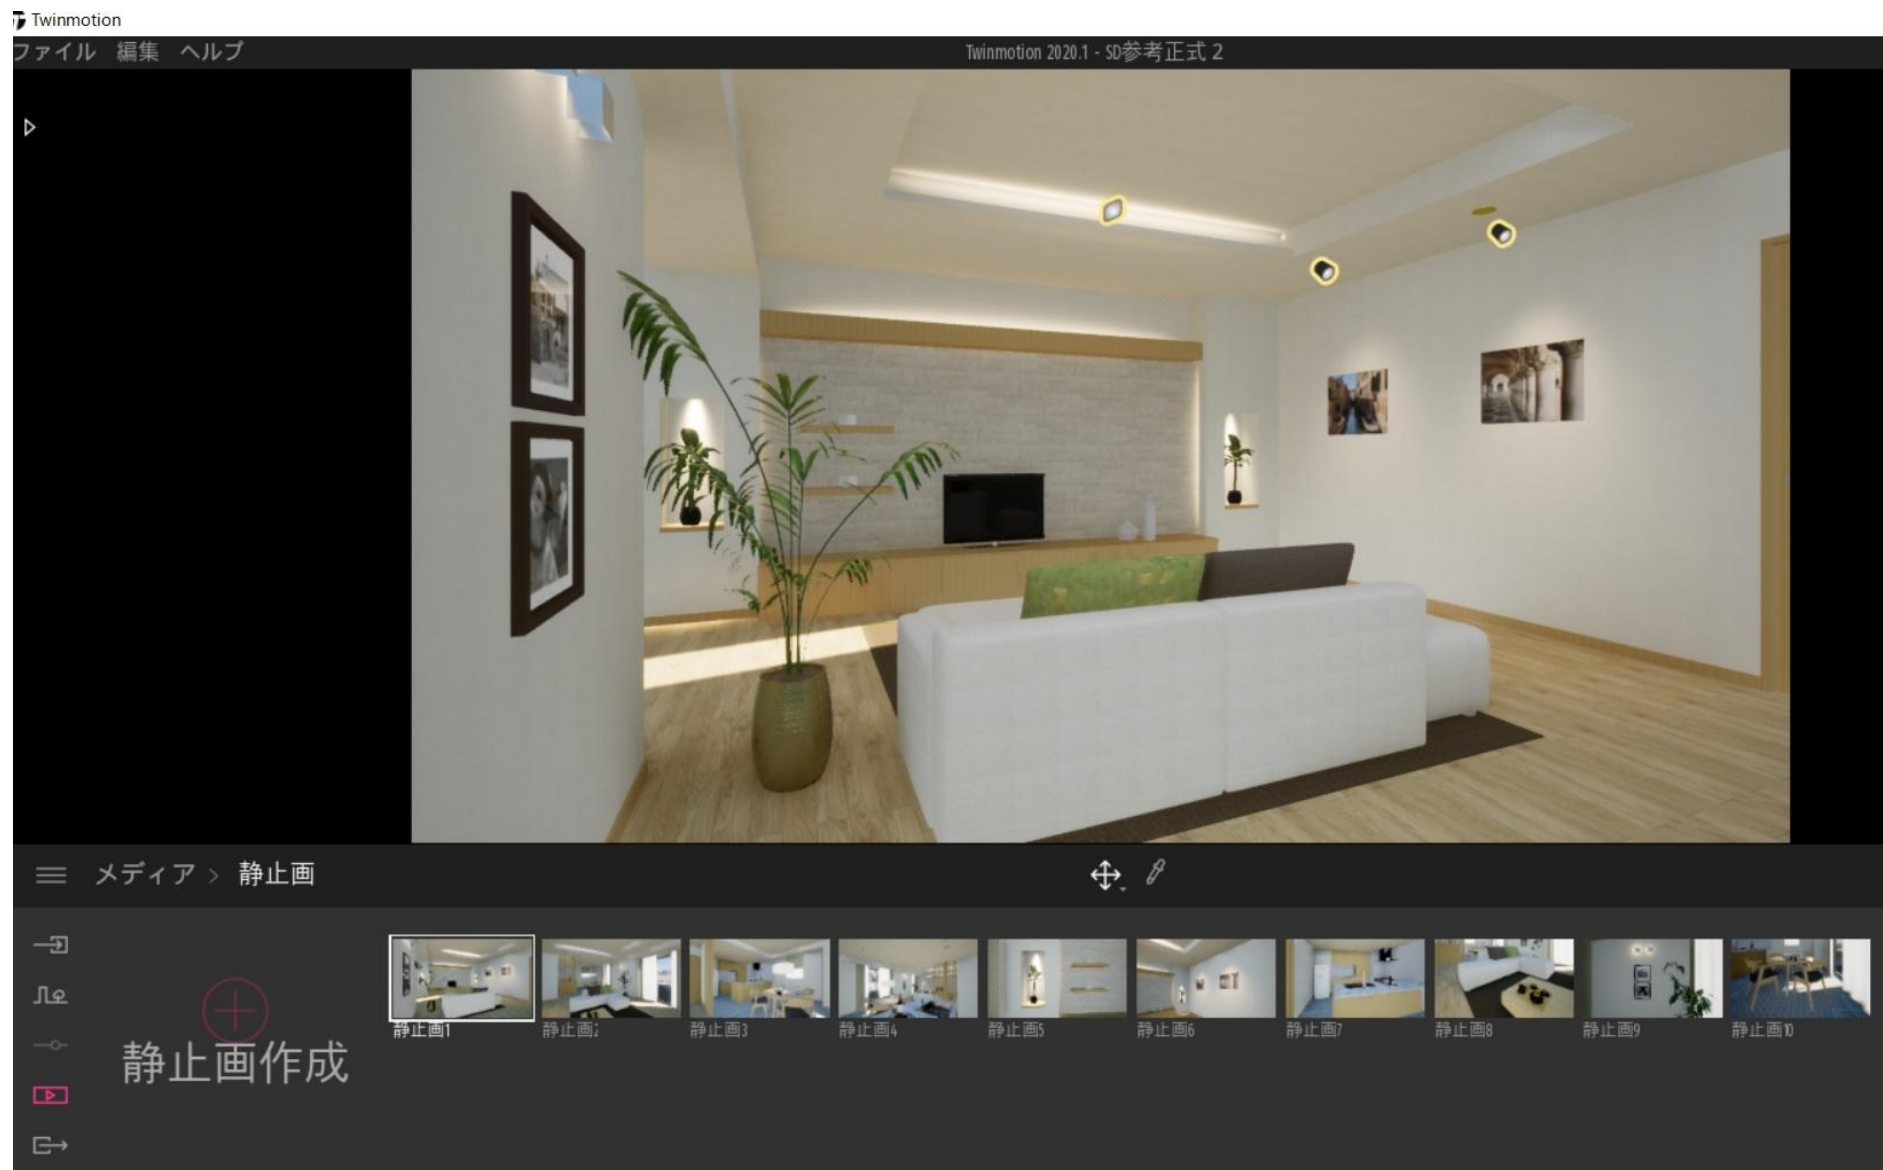 Twinmotion
ファイル 編集 ヘルプ
Twinmotion 2020.1 - SD参考正式 2
メディア > 静止画
静止画作成
静止画1
静止画2
静止画3
静止画4
静止画5
静止画6
静止画7
静止画8
静止画9
静止画10